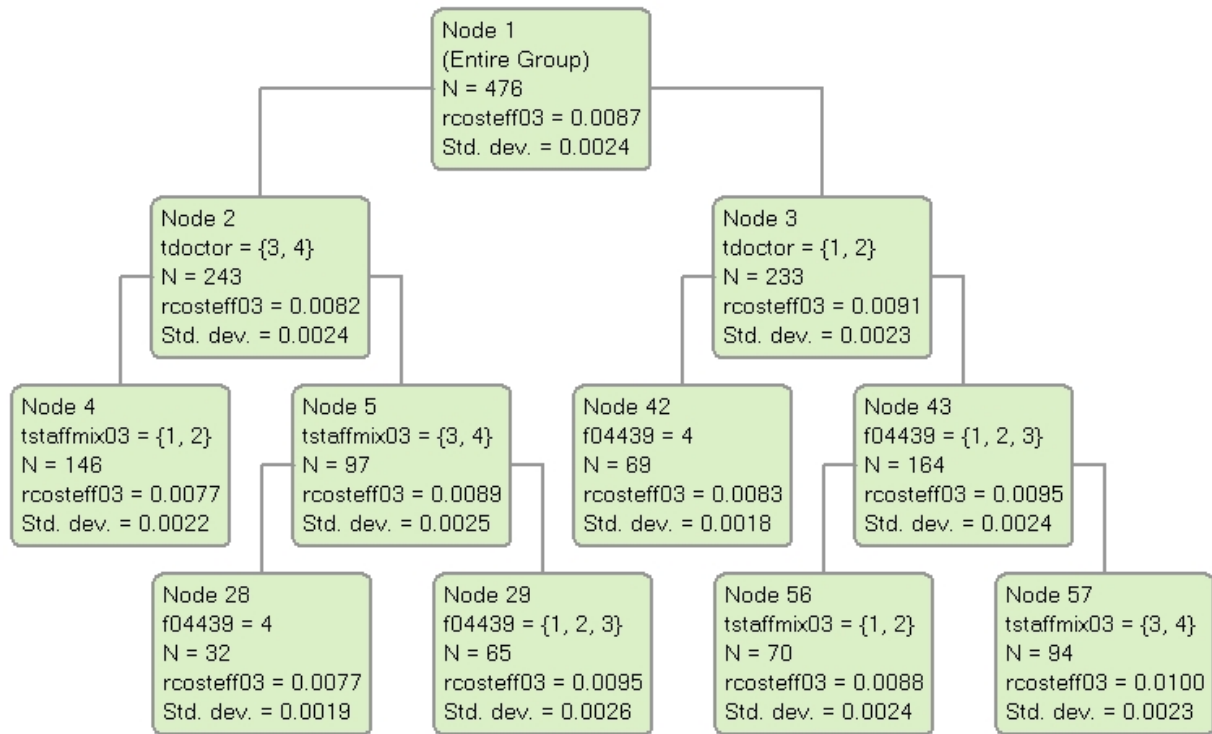 Node 1
(Entire Group)
N = 476
rcosteff03 = 0.0087
Std. dev. = 0.0024
Node 2
tdoctor = {3, 4}
N = 243
rcosteff03 = 0.0082
Std. dev. = 0.0024
Node 3
tdoctor = {1, 2}
N = 233
rcosteff03 = 0.0091
Std. dev. = 0.0023
Node 4
tstaffmix03 = {1, 2}
N = 146
rcosteff03 = 0.0077
Std. dev. = 0.0022
Node 5
tstaffmix03 = {3, 4}
N = 97
rcosteff03 = 0.0089
Std. dev. = 0.0025
Node 42
f04439 = 4
N = 69
rcosteff03 = 0.0083
Std. dev. = 0.0018
Node 43
f04439 = {1, 2, 3}
N = 164
rcosteff03 = 0.0095
Std. dev. = 0.0024
Node 28
f04439 = 4
N = 32
rcosteff03 = 0.0077
Std. dev. = 0.0019
Node 29
f04439 = {1, 2, 3}
N = 65
rcosteff03 = 0.0095
Std. dev. = 0.0026
Node 56
tstaffmix03 = {1, 2}
N = 70
rcosteff03 = 0.0088
Std. dev. = 0.0024
Node 57
tstaffmix03 = {3, 4}
N = 94
rcosteff03 = 0.0100
Std. dev. = 0.0023